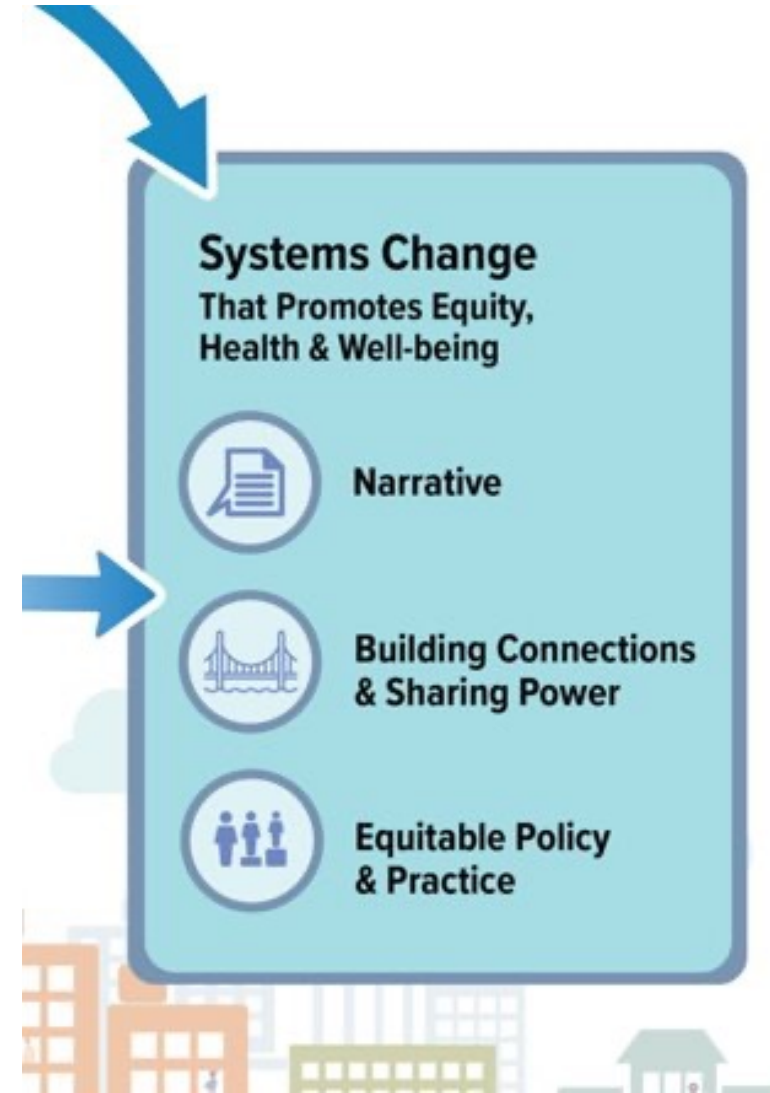 Systems Change
That Promotes Equity,
Health & Well-being
Narrative
Building Connections
& Sharing Power
Equitable Policy
& Practice